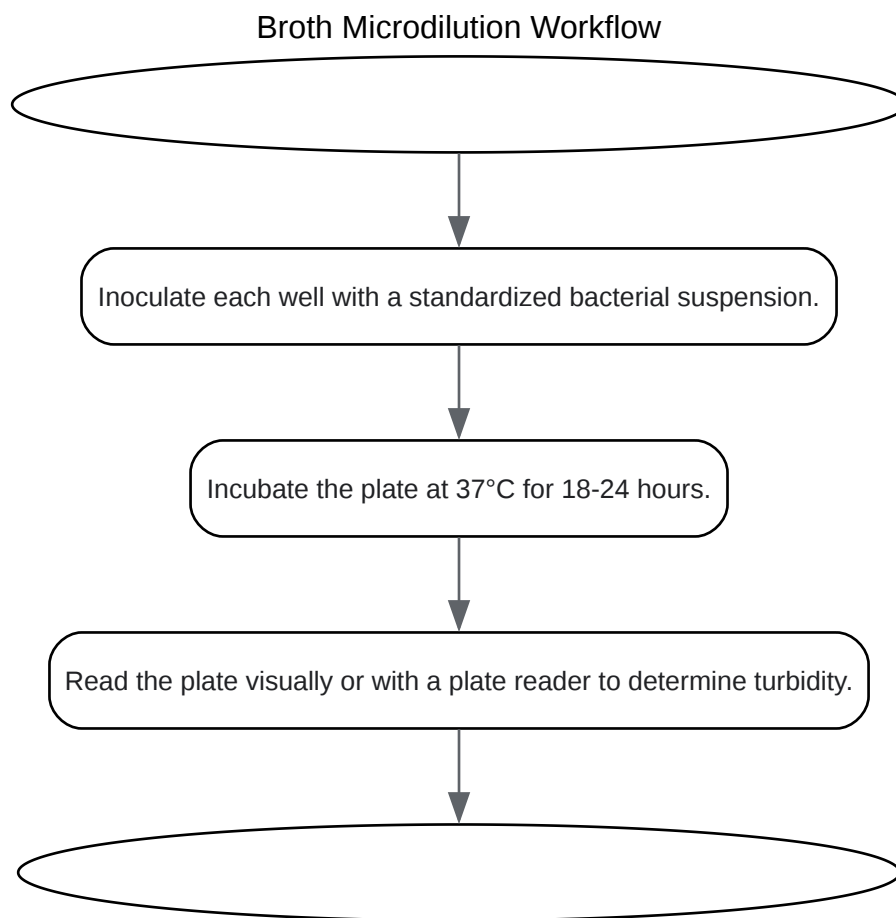 Broth Microdilution Workflow
Inoculate each well with a standardized bacterial suspension.
Incubate the plate at 37°C for 18-24 hours.
Read the plate visually or with a plate reader to determine turbidity.